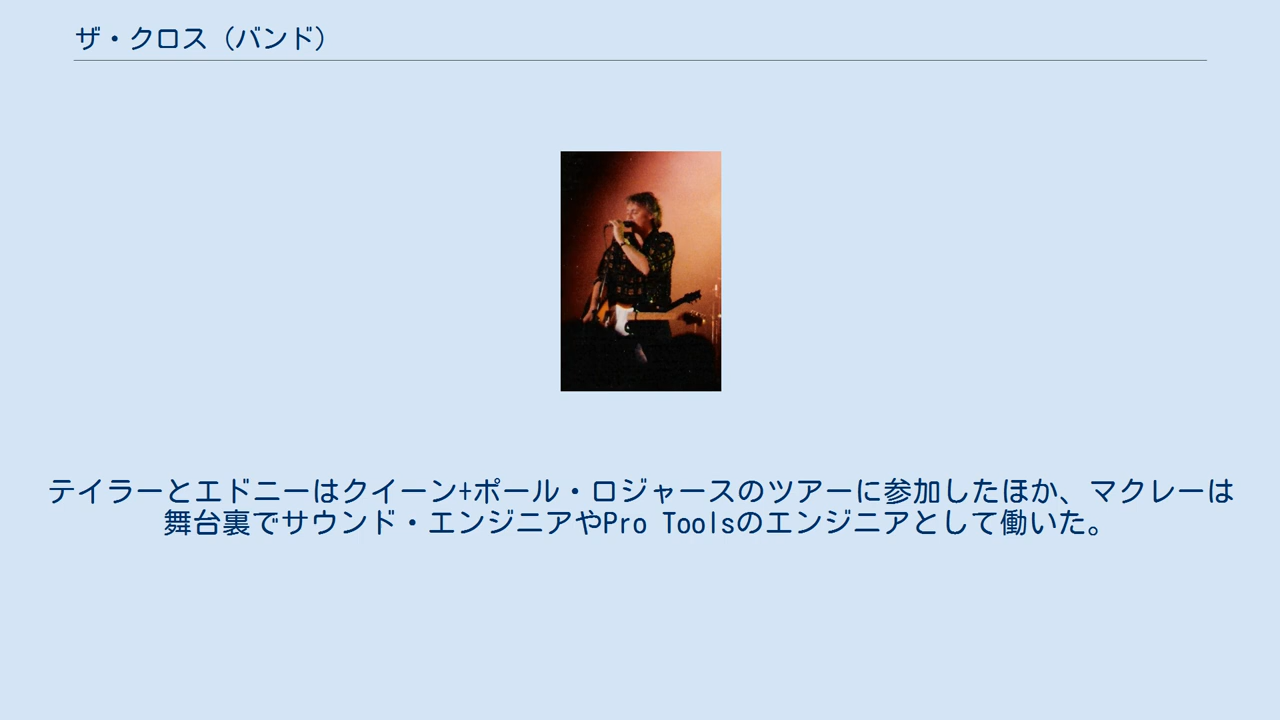 ザ・クロス（バンド）
テイラーとエドニーはクイーン+ポール・ロジャースのツアーに参加したほか、マクレーは
舞台裏でサウンド・エンジニアやPro Toolsのエンジニアとして働いた。